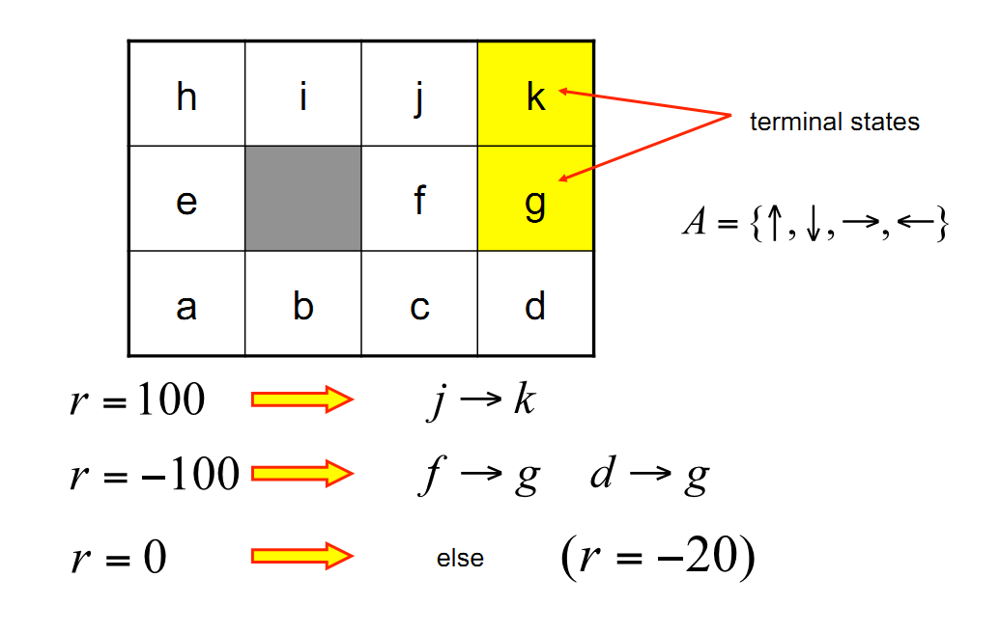 h i j k
terminal states
e f g
A = {↑,↓,→,←}
a b c d
r = 100 j → k
r = −100 f → g d → g
r = 0 else (r = −20)